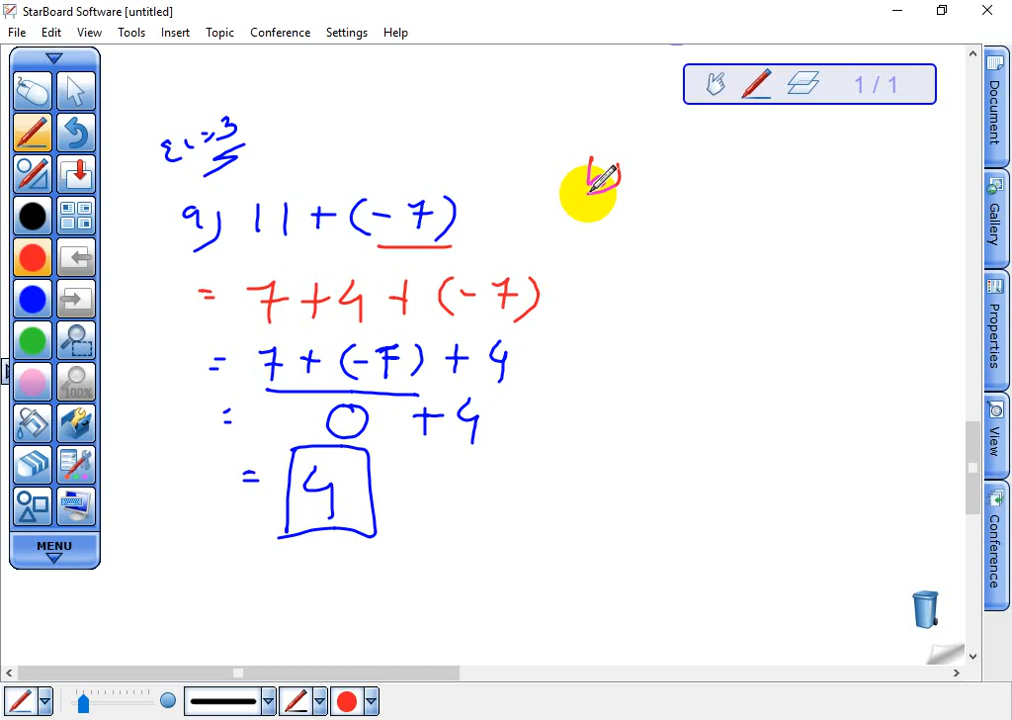 StarBoard Software [untitled]
File Edit View Tools Insert Topic Conference Settings Help
1 / 1
a) 11 + (-7)
= 7 + 4 + (-7)
= 7 + (-7) + 4
= 0 + 4
= 4
b)
100%
MENU
Document
Gallery
Properties
View
Conference